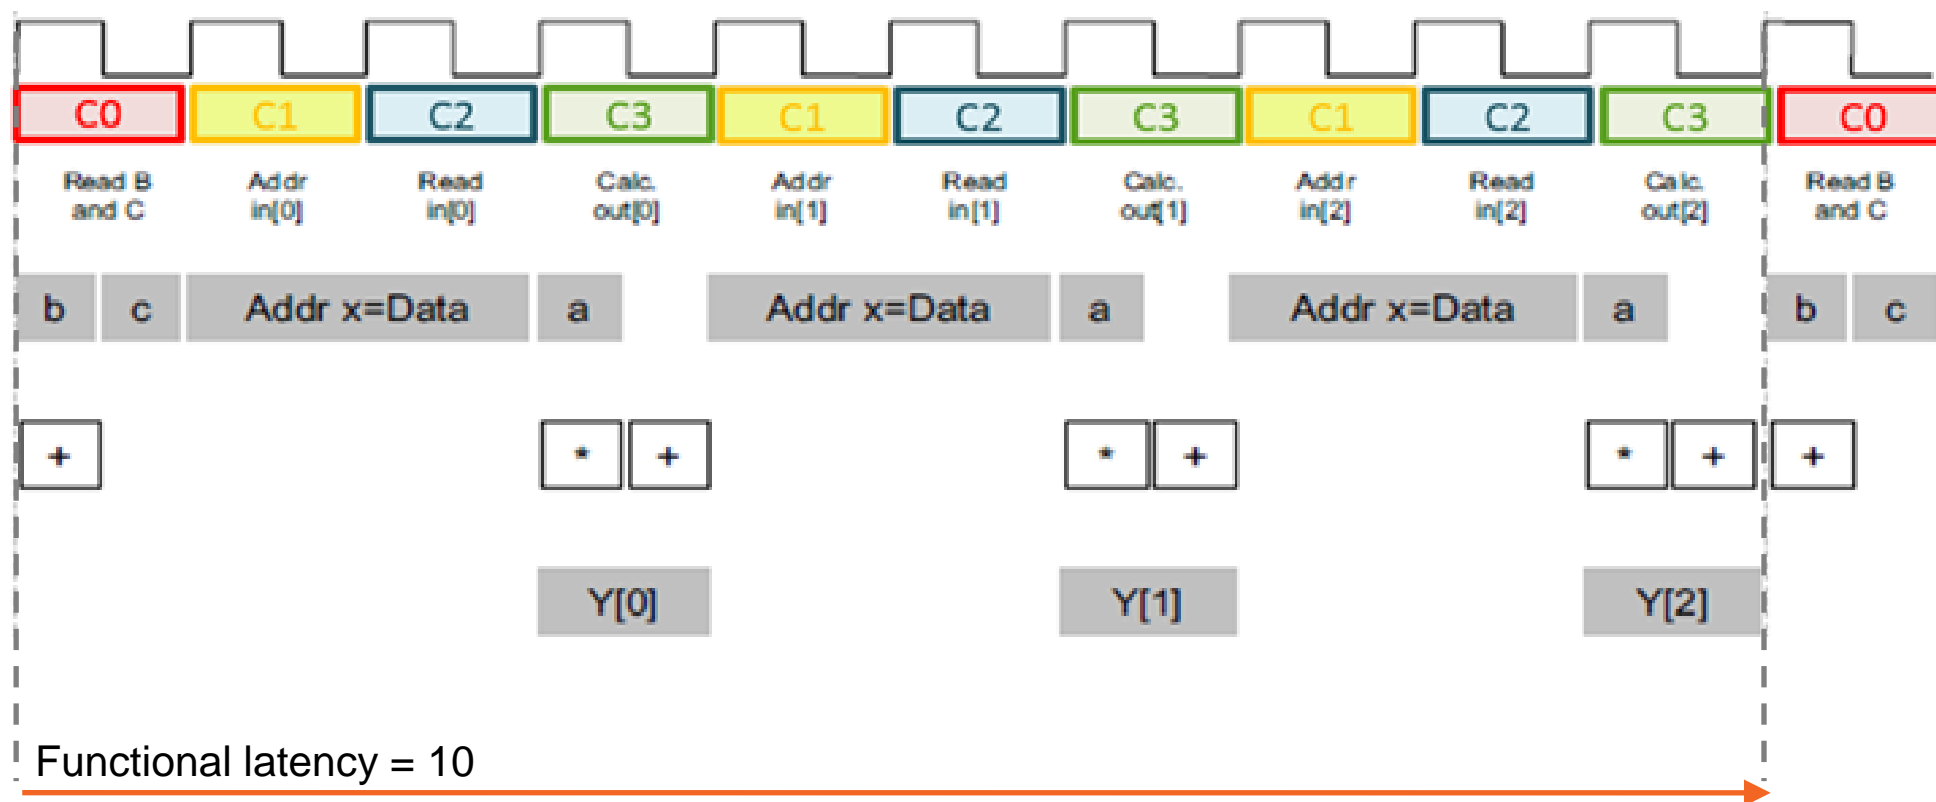 C0 C1 C2 C3 C1 C2 C3 C1 C2 C3 C0
Read B Addr Read Calc. Addr Read Calc. Addr Read Calc. Read B
and C in[0] in[0] out[0] in[1] in[1] out[1] in[2] in[2] out[2] and C
b c Addr x=Data a Addr x=Data a Addr x=Data a b c
+ * + * + * + +
Y[0] Y[1] Y[2]
Functional latency = 10